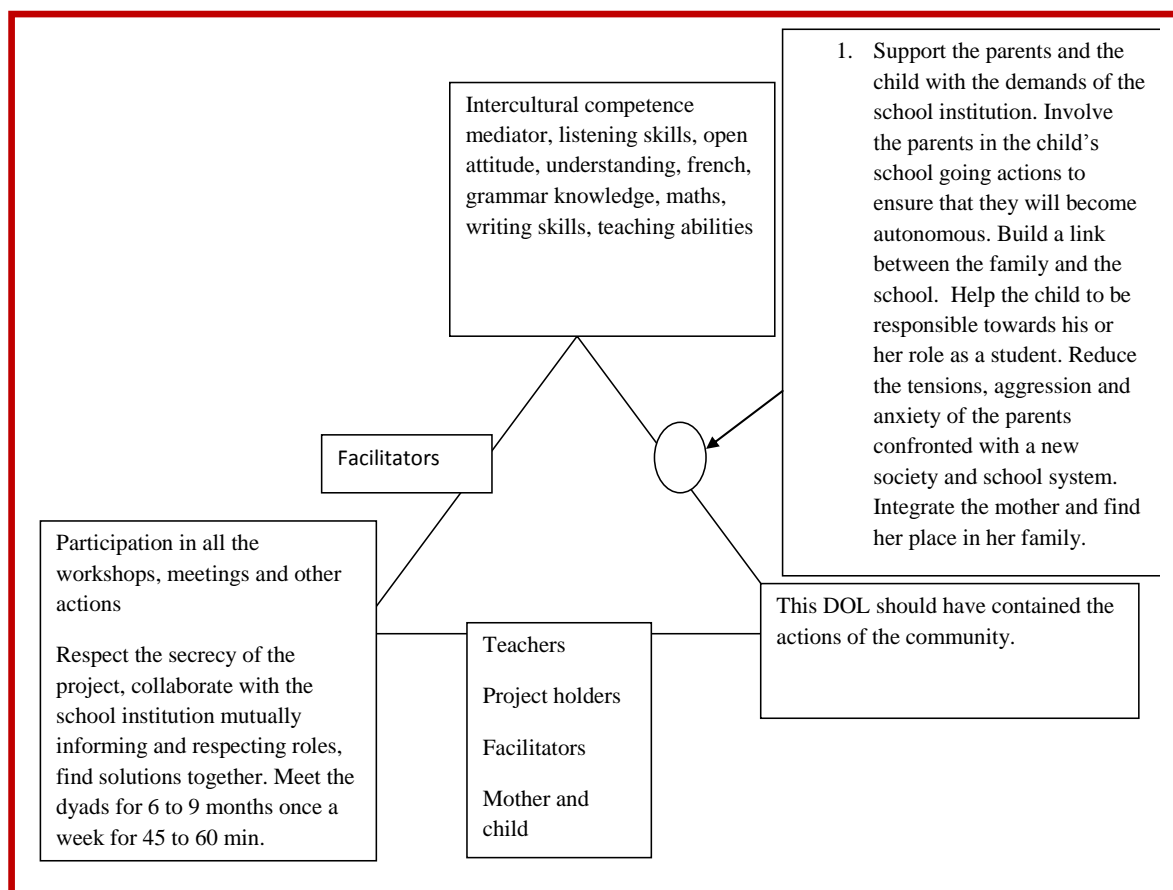 Intercultural competence
mediator, listening skills, open
attitude, understanding, french,
grammar knowledge, maths,
writing skills, teaching abilities
1. Support the parents and the
child with the demands of the
school institution. Involve
the parents in the child’s
school going actions to
ensure that they will become
autonomous. Build a link
between the family and the
school.  Help the child to be
responsible towards his or
her role as a student. Reduce
the tensions, aggression and
anxiety of the parents
confronted with a new
society and school system.
Integrate the mother and find
her place in her family.
Facilitators
Participation in all the
workshops, meetings and other
actions
Respect the secrecy of the
project, collaborate with the
school institution mutually
informing and respecting roles,
find solutions together. Meet the
dyads for 6 to 9 months once a
week for 45 to 60 min.
Teachers
Project holders
Facilitators
Mother and
child
This DOL should have contained the
actions of the community.